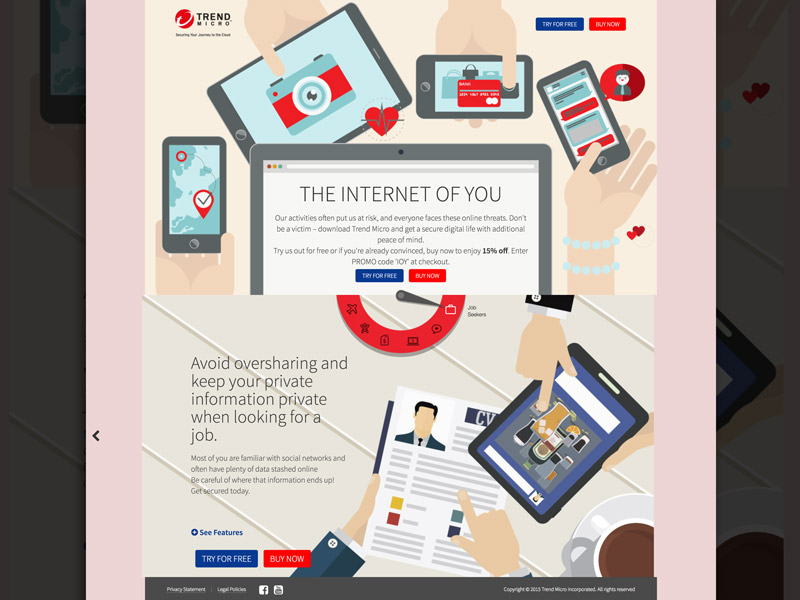 TREND
MICRO
Securing Your Journey to the Cloud
TRY FOR FREE
BUY NOW
BANK
THE INTERNET OF YOU
Our activities often put us at risk, and everyone faces these online threats. Don't
be a victim – download Trend Micro and get a secure digital life with additional
peace of mind.
Try us out for free or if you're already convinced, buy now to enjoy 15% off. Enter
PROMO code 'IOY' at checkout.
TRY FOR FREE
BUY NOW
Job
Seekers
Avoid oversharing and
keep your private
information private
when looking for a
job.
CV
Most of you are familiar with social networks and
often have plenty of data stashed online
Be careful of where that information ends up!
Get secured today.
See Features
TRY FOR FREE
BUY NOW
Privacy Statement | Legal Policies
Copyright © 2015 Trend Micro Incorporated. All rights reserved